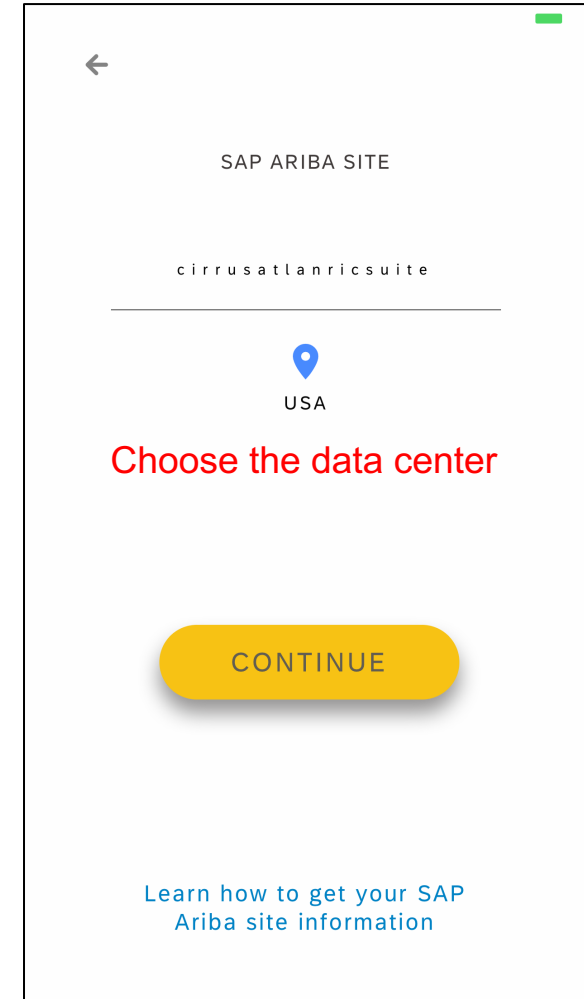 SAP ARIBA SITE
cirrusatlanricsuite
USA
Choose the data center
CONTINUE
Learn how to get your SAP
Ariba site information